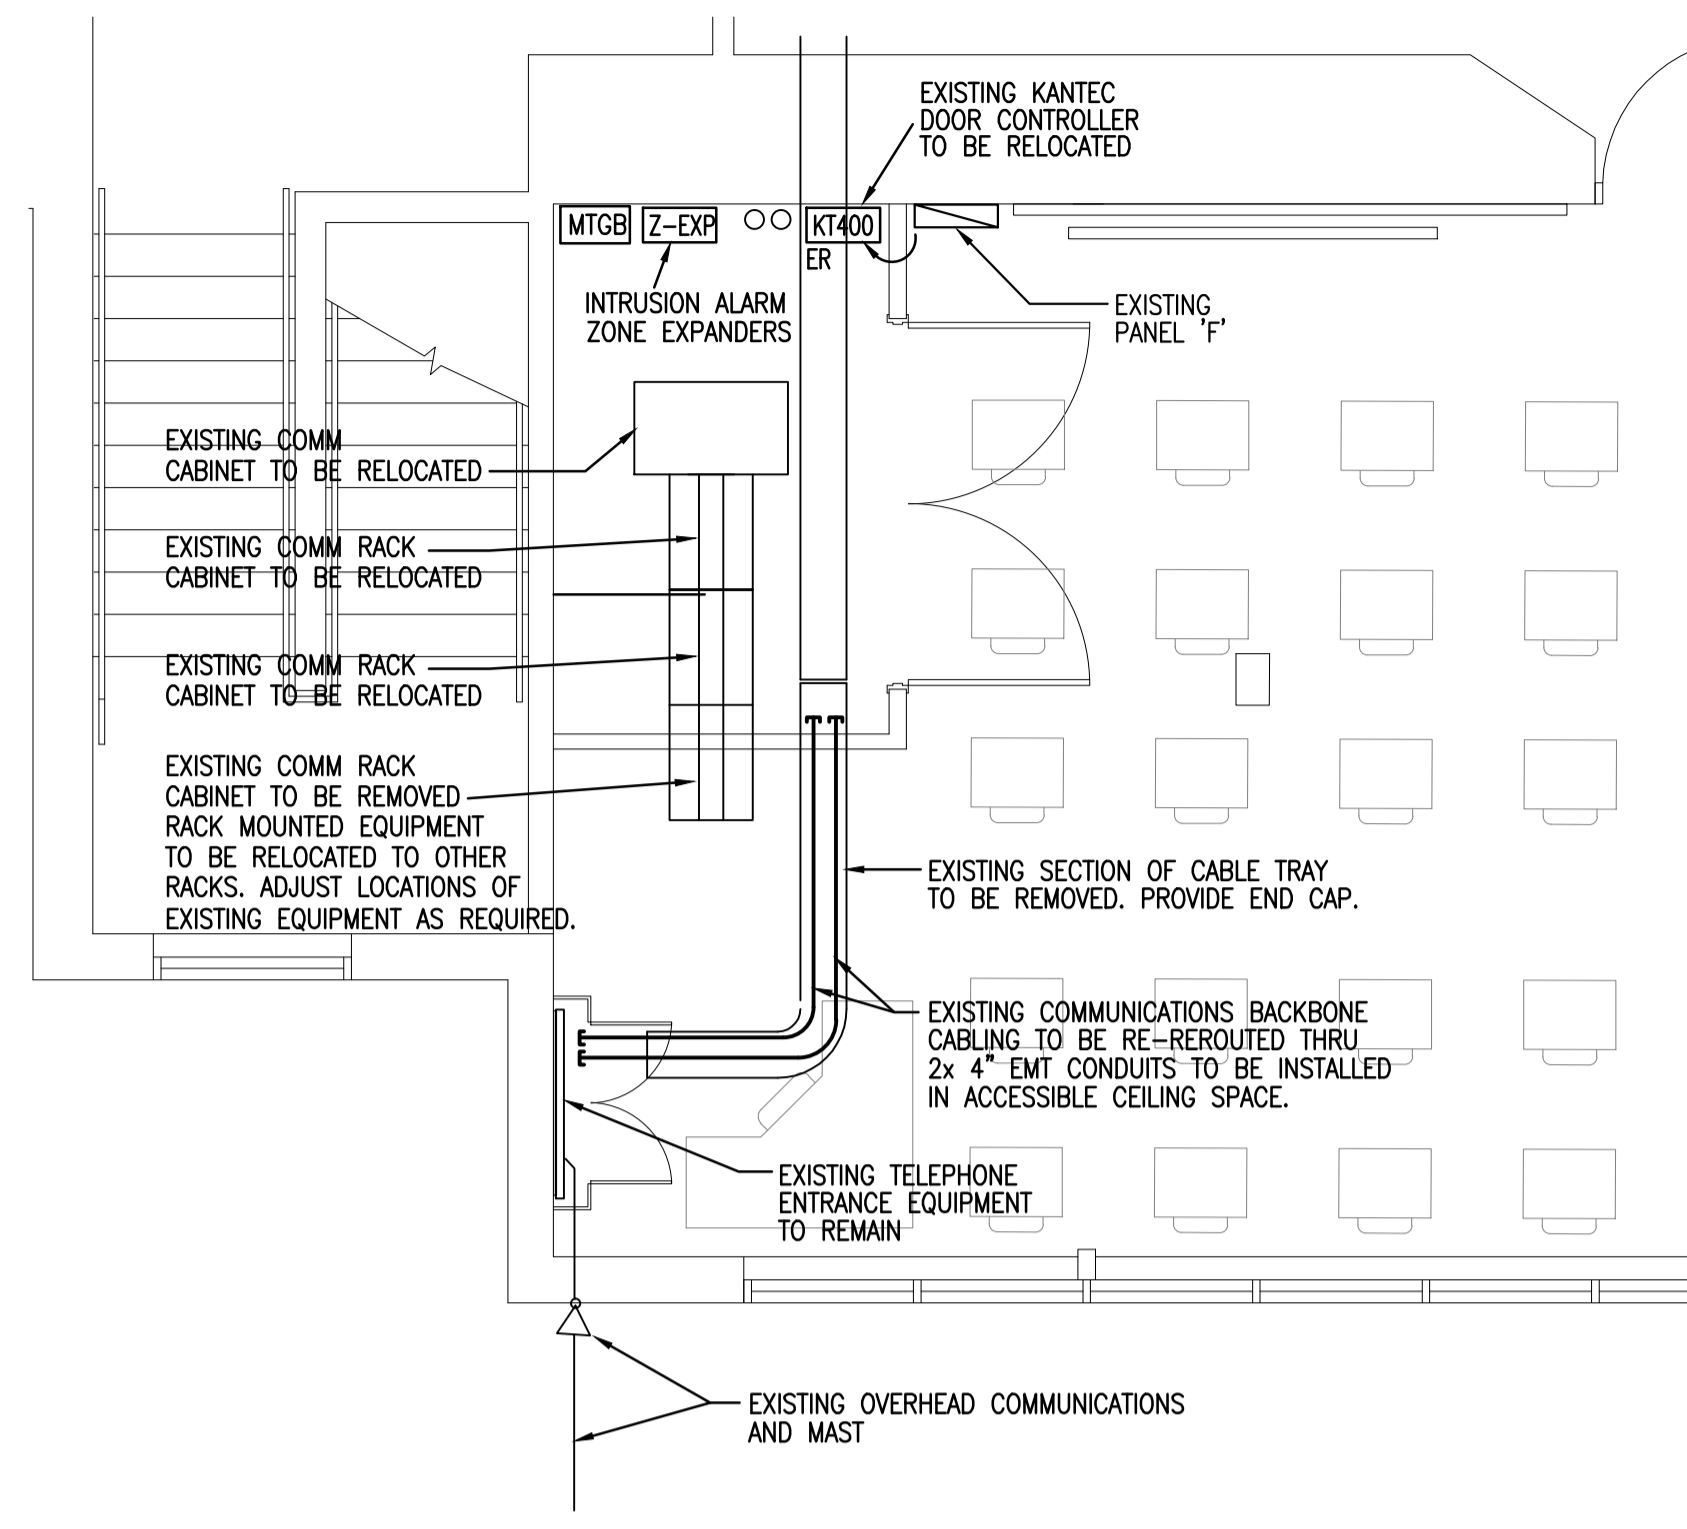 EXISTING KANTEC
DOOR CONTROLLER
TO BE RELOCATED
MTGB
Z-EXP
KT400
ER
INTRUSION ALARM
ZONE EXPANDERS
EXISTING
PANEL 'F'
EXISTING COMM
CABINET TO BE RELOCATED
EXISTING COMM RACK
CABINET TO BE RELOCATED
EXISTING COMM RACK
CABINET TO BE RELOCATED
EXISTING COMM RACK
CABINET TO BE REMOVED
RACK MOUNTED EQUIPMENT
TO BE RELOCATED TO OTHER
RACKS. ADJUST LOCATIONS OF
EXISTING EQUIPMENT AS REQUIRED.
EXISTING SECTION OF CABLE TRAY
TO BE REMOVED. PROVIDE END CAP.
EXISTING COMMUNICATIONS BACKBONE
CABLING TO BE RE-REROUTED THRU
2x 4" EMT CONDUITS TO BE INSTALLED
IN ACCESSIBLE CEILING SPACE.
EXISTING TELEPHONE
ENTRANCE EQUIPMENT
TO REMAIN
EXISTING OVERHEAD COMMUNICATIONS
AND MAST